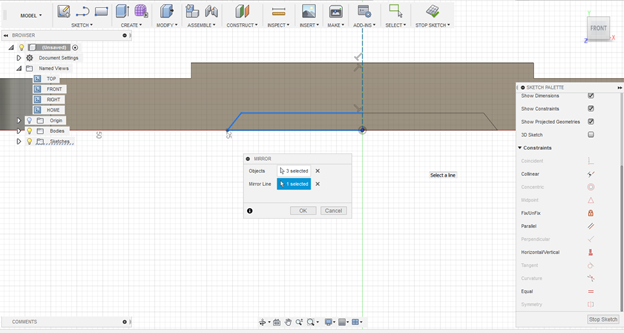 MODEL
SKETCH
CREATE
MODIFY
ASSEMBLE
CONSTRUCT
INSPECT
INSERT
MAKE
ADD-INS
SELECT
STOP SKETCH
BROWSER
(Unsaved)
Document Settings
Named Views
TOP
FRONT
RIGHT
HOME
Origin
Bodies
Sketches
FRONT
Z
X
50
25
MIRROR
Objects 3 selected
Mirror Line 1 selected
OK Cancel
Select a line
SKETCH PALETTE
Show Dimensions
Show Constraints
Show Projected Geometries
3D Sketch
Constraints
Coincident
Collinear
Concentric
Midpoint
Fix/UnFix
Parallel
Perpendicular
Horizontal/Vertical
Tangent
Curvature
Equal
Symmetry
Stop Sketch
COMMENTS